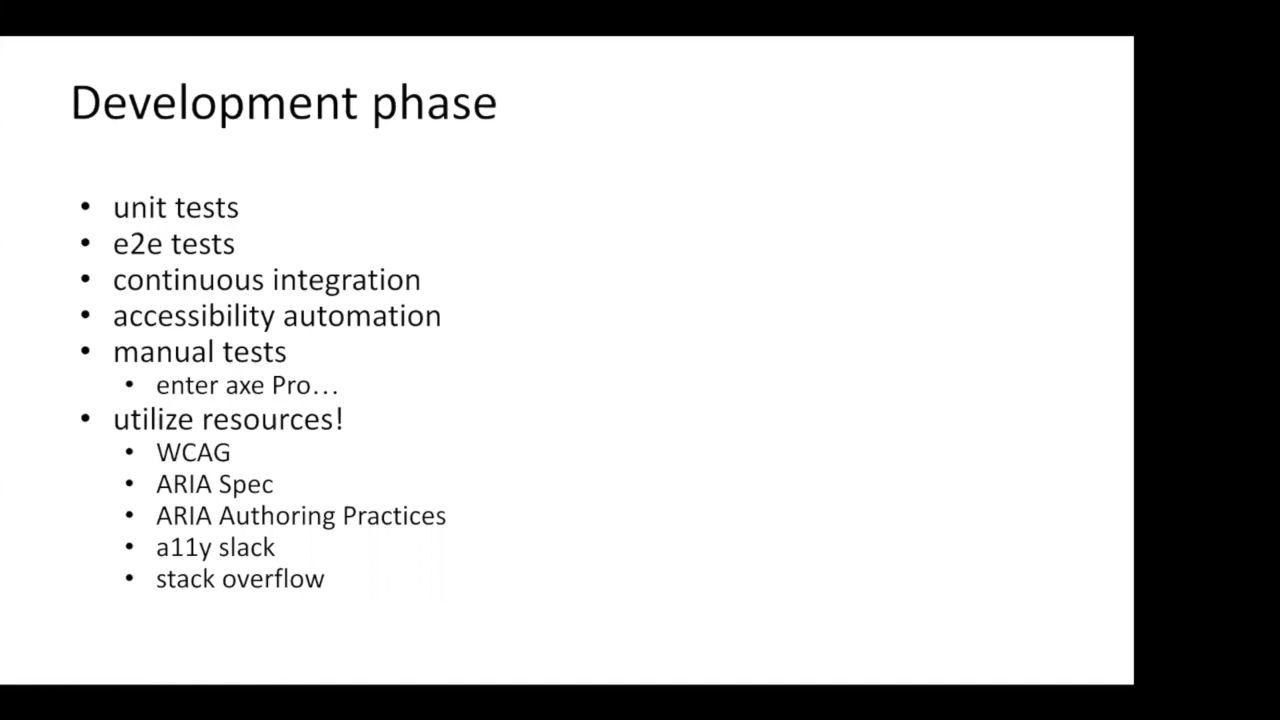 Development phase
• unit tests
• e2e tests
• continuous integration
• accessibility automation
• manual tests
• enter axe Pro…
• utilize resources!
• WCAG
• ARIA Spec
• ARIA Authoring Practices
• a11y slack
• stack overflow